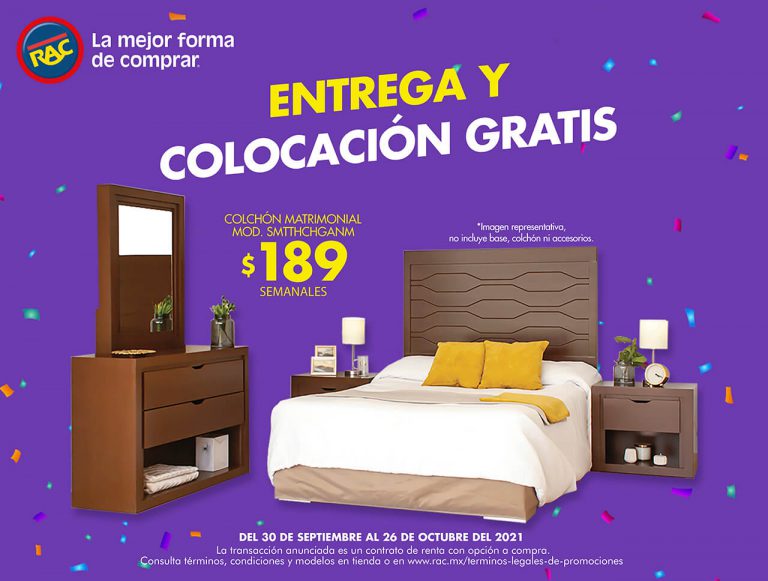 RAC
La mejor forma
de comprar.
ENTREGA Y
COLOCACIÓN GRATIS
COLCHÓN MATRIMONIAL
MOD. SMTTHCHGANM
$189
SEMANALES
*Imagen representativa,
no incluye base, colchón ni accesorios.
DEL 30 DE SEPTIEMBRE AL 26 DE OCTUBRE DEL 2021
La transacción anunciada es un contrato de renta con opción a compra.
Consulta términos, condiciones y modelos en tienda o en www.rac.mx/terminos-legales-de-promociones